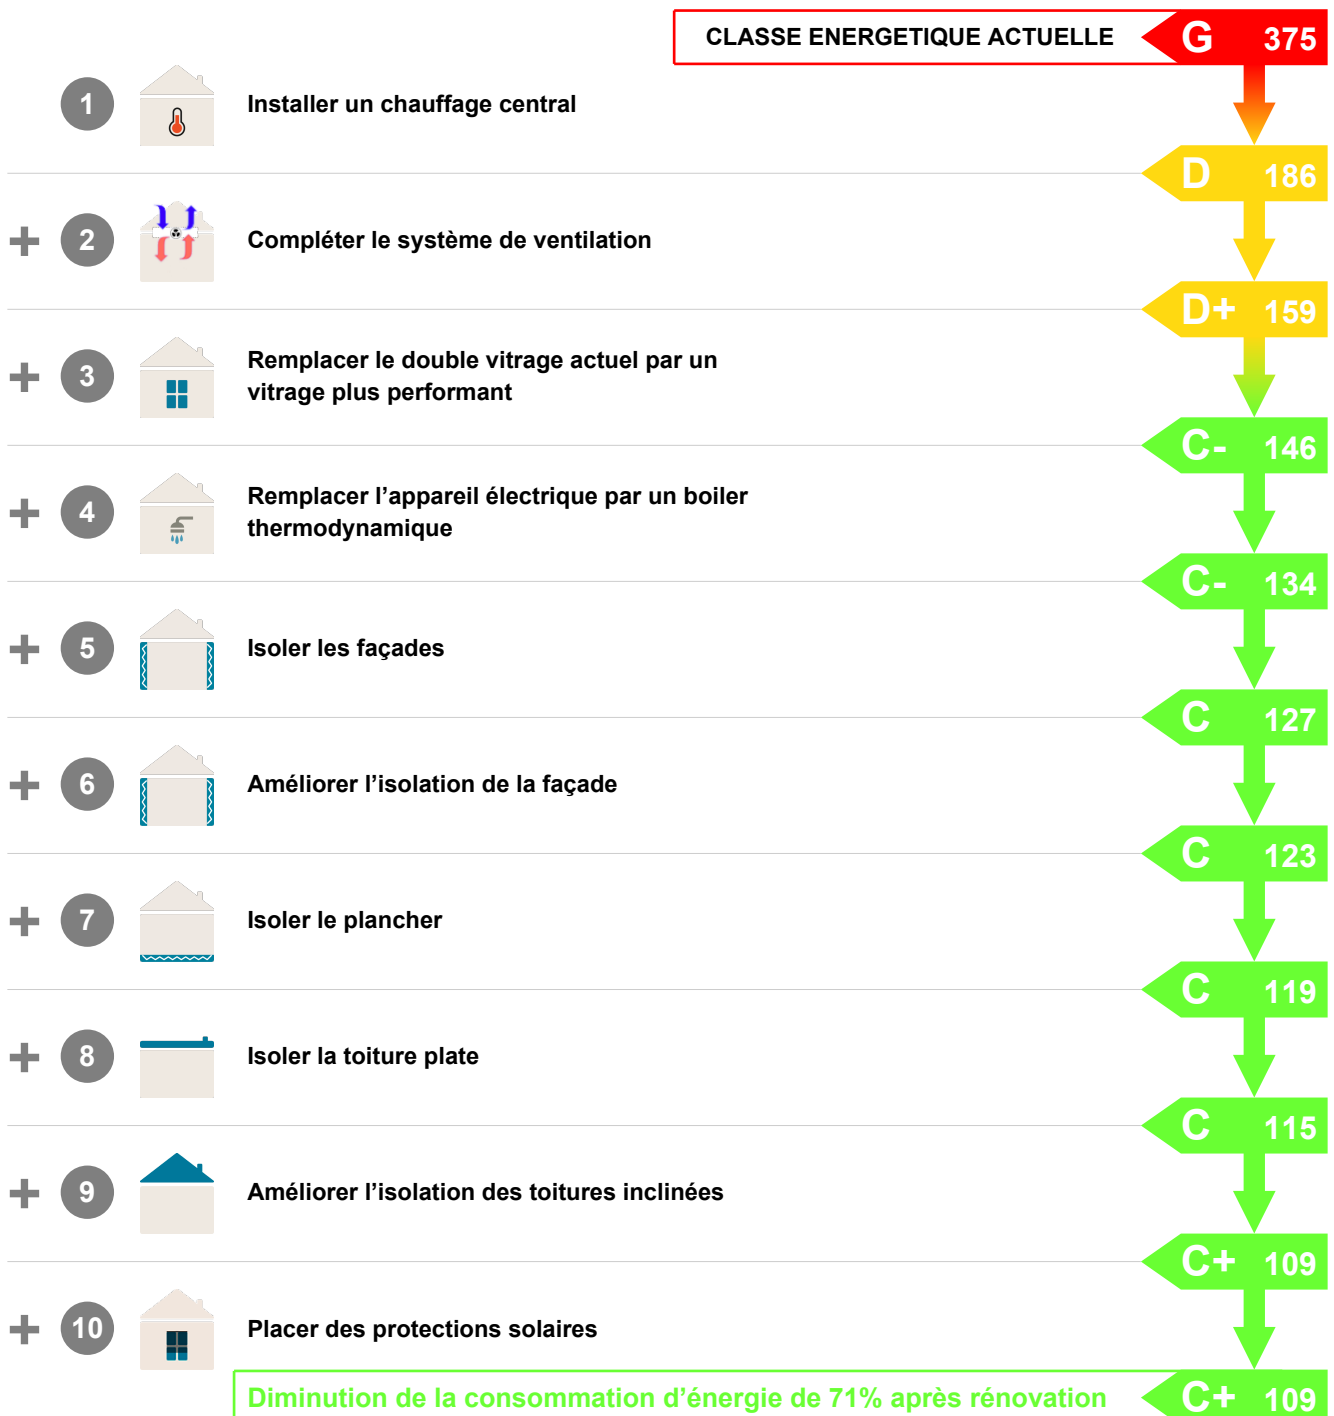 CLASSE ENERGETIQUE ACTUELLE G 375
1 Installer un chauffage central
D 186
+ 2 Compléter le système de ventilation
D+ 159
+ 3 Remplacer le double vitrage actuel par un
vitrage plus performant
C- 146
+ 4 Remplacer l’appareil électrique par un boiler
thermodynamique
C- 134
+ 5 Isoler les façades
C 127
+ 6 Améliorer l’isolation de la façade
C 123
+ 7 Isoler le plancher
C 119
+ 8 Isoler la toiture plate
C 115
+ 9 Améliorer l’isolation des toitures inclinées
C+ 109
+ 10 Placer des protections solaires
Diminution de la consommation d’énergie de 71% après rénovation C+ 109